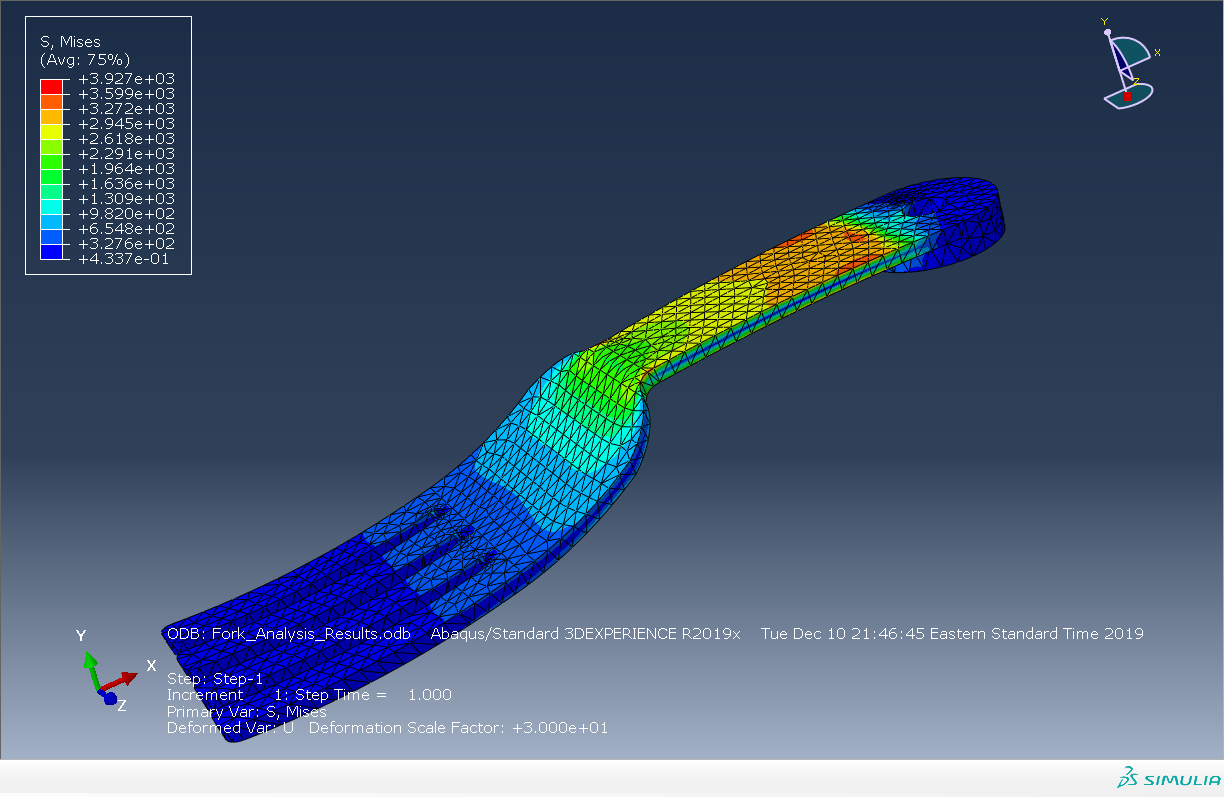 S, Mises
(Avg: 75%)
+3.927e+03
+3.599e+03
+3.272e+03
+2.945e+03
+2.618e+03
+2.291e+03
+1.964e+03
+1.636e+03
+1.309e+03
+9.820e+02
+6.548e+02
+3.276e+02
+4.337e-01
Y
X
Z
ODB: Fork_Analysis_Results.odb Abaqus/Standard 3DEXPERIENCE R2019x Tue Dec 10 21:46:45 Eastern Standard Time 2019
Y
X
Z
Step: Step-1
Increment 1: Step Time = 1.000
Primary Var: S, Mises
Deformed Var: U Deformation Scale Factor: +3.000e+01
SIMULIA